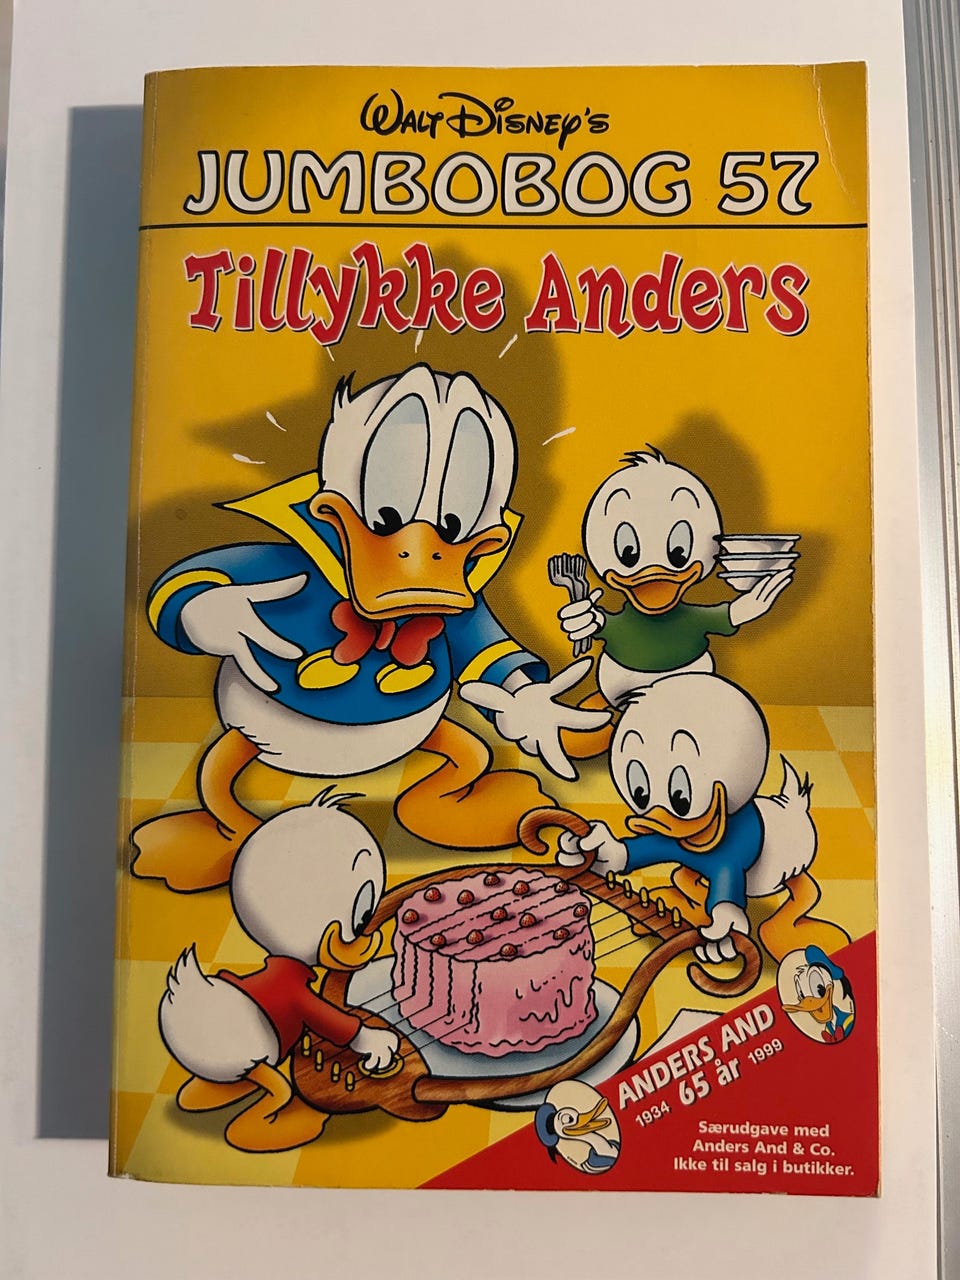 WALT DISNEY'S
JUMBOBOG 57
Tillykke Anders
ANDERS AND
1934 65 år 1999
Særudgave med
Anders And & Co.
Ikke til salg i butikker.